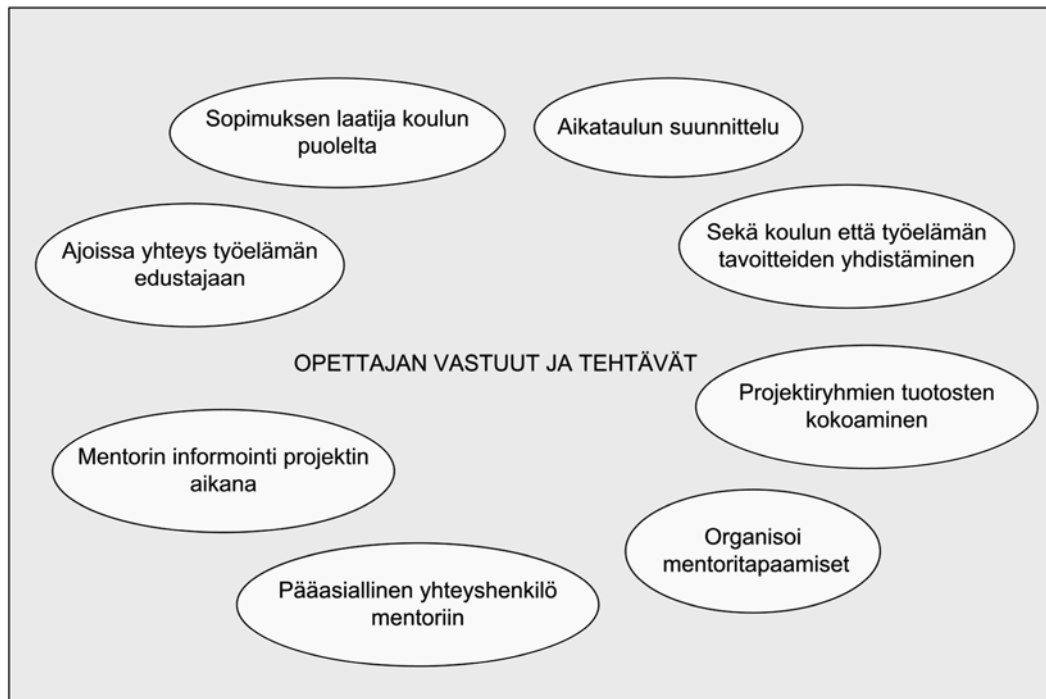 Sopimuksen laatija koulun
puolelta
Aikataulun suunnittelu
Ajoissa yhteys työelämän
edustajaan
Sekä koulun että työelämän
tavoitteiden yhdistäminen
OPETTAJAN VASTUUT JA TEHTÄVÄT
Projektiryhmien tuotosten
kokoaminen
Mentorin informointi projektin
aikana
Organisoi
mentoritapaamiset
Pääasiallinen yhteyshenkilö
mentoriin